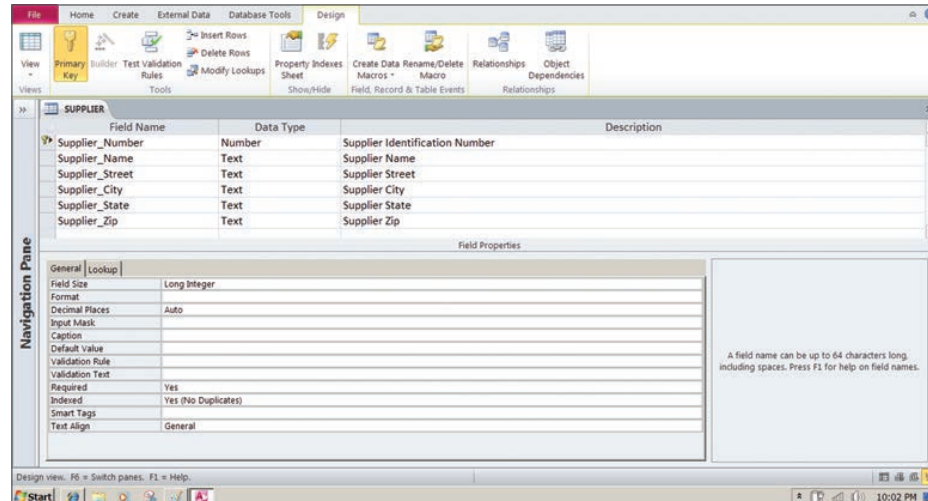 File Home Create External Data Database Tools Design
View
Views
Primary Key
Builder
Test Validation Rules
Insert Rows
Delete Rows
Modify Lookups
Tools
Property Sheet
Indexes
Show/Hide
Create Data Macros
Rename/Delete Macro
Field, Record & Table Events
Relationships
Object Dependencies
Relationships
SUPPLIER
Field Name Data Type Description
Supplier_Number Number Supplier Identification Number
Supplier_Name Text Supplier Name
Supplier_Street Text Supplier Street
Supplier_City Text Supplier City
Supplier_State Text Supplier State
Supplier_Zip Text Supplier Zip
Navigation Pane
Field Properties
General Lookup
Field Size Long Integer
Format
Decimal Places Auto
Input Mask
Caption
Default Value
Validation Rule
Validation Text
Required Yes
Indexed Yes (No Duplicates)
Smart Tags
Text Align General
A field name can be up to 64 characters long,
including spaces. Press F1 for help on field names.
Design view. F6 = Switch panes. F1 = Help.
Start 10:02 PM